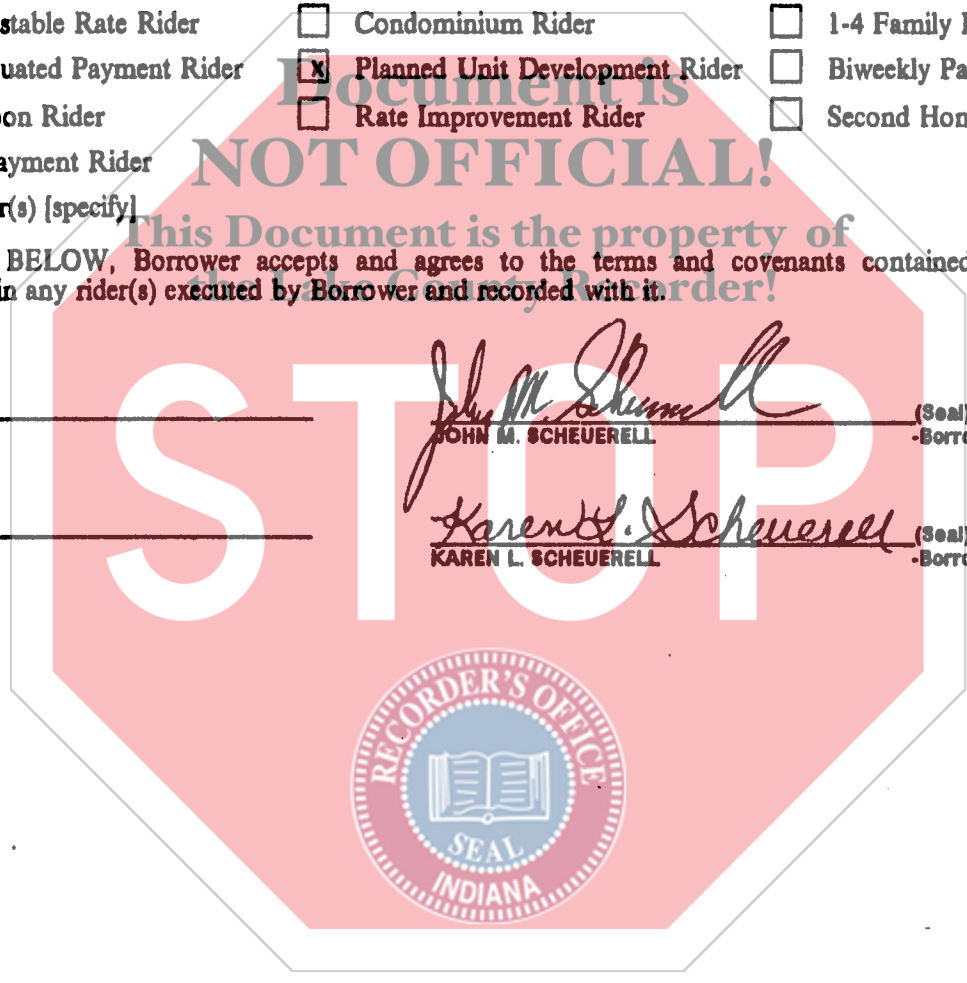 stable Rate Rider Condominium Rider 1-4 Family
uated Payment Rider X Planned Unit Development Rider Biweekly Pa
on Rider Rate Improvement Rider Second Hon
ayment Rider
r(s) [specify]
Document is
NOT OFFICIAL!
This Document is the property of
the Lake County Recorder!
BELOW, Borrower accepts and agrees to the terms and covenants contained
in any rider(s) executed by Borrower and recorded with it.
STOP
John M. Scheuerell
(Seal)
JOHN M. SCHEUERELL -Borro
Karen L. Scheuerell
(Seal)
KAREN L. SCHEUERELL -Borro
RECORDER'S OFFICE
SEAL
INDIANA